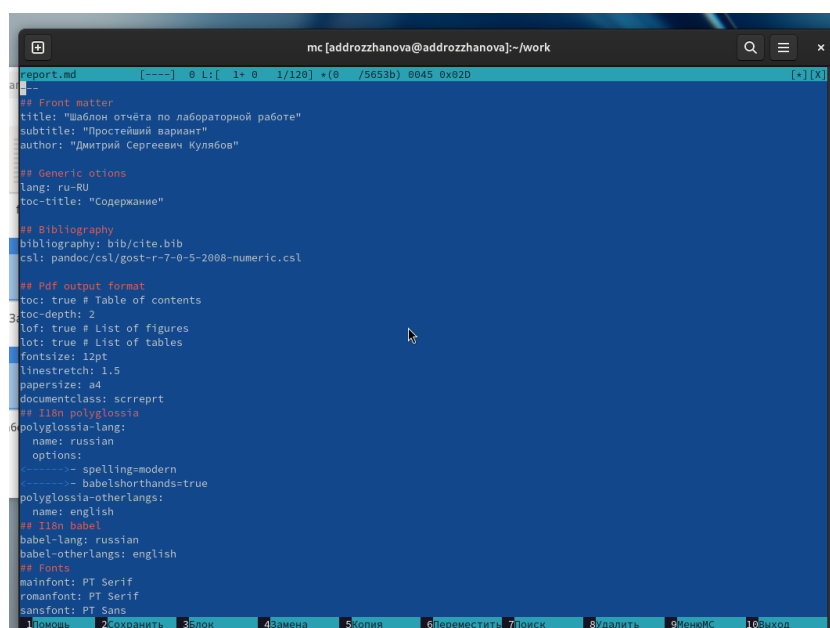 mc [addrozzhanova@addrozzhanova]:~/work
report.md [----] 0 L:[ 1+ 0 1/120] *(0 /5653b) 0045 0x02D [*][X]
---
## Front matter
title: "Шаблон отчёта по лабораторной работе"
subtitle: "Простейший вариант"
author: "Дмитрий Сергеевич Кулябов"
## Generic otions
lang: ru-RU
toc-title: "Содержание"
## Bibliography
bibliography: bib/cite.bib
csl: pandoc/csl/gost-r-7-0-5-2008-numeric.csl
## Pdf output format
toc: true # Table of contents
toc-depth: 2
lof: true # List of figures
lot: true # List of tables
fontsize: 12pt
linestretch: 1.5
papersize: a4
documentclass: scrreprt
## I18n polyglossia
polyglossia-lang:
name: russian
options:
<------>- spelling=modern
<------>- babelshorthands=true
polyglossia-otherlangs:
name: english
## I18n babel
babel-lang: russian
babel-otherlangs: english
## Fonts
mainfont: PT Serif
romanfont: PT Serif
sansfont: PT Sans
1Помощь 2Сохранить 3Блок 4Замена 5Копия 6Переместить 7Поиск 8Удалить 9МенюMC 10Выход